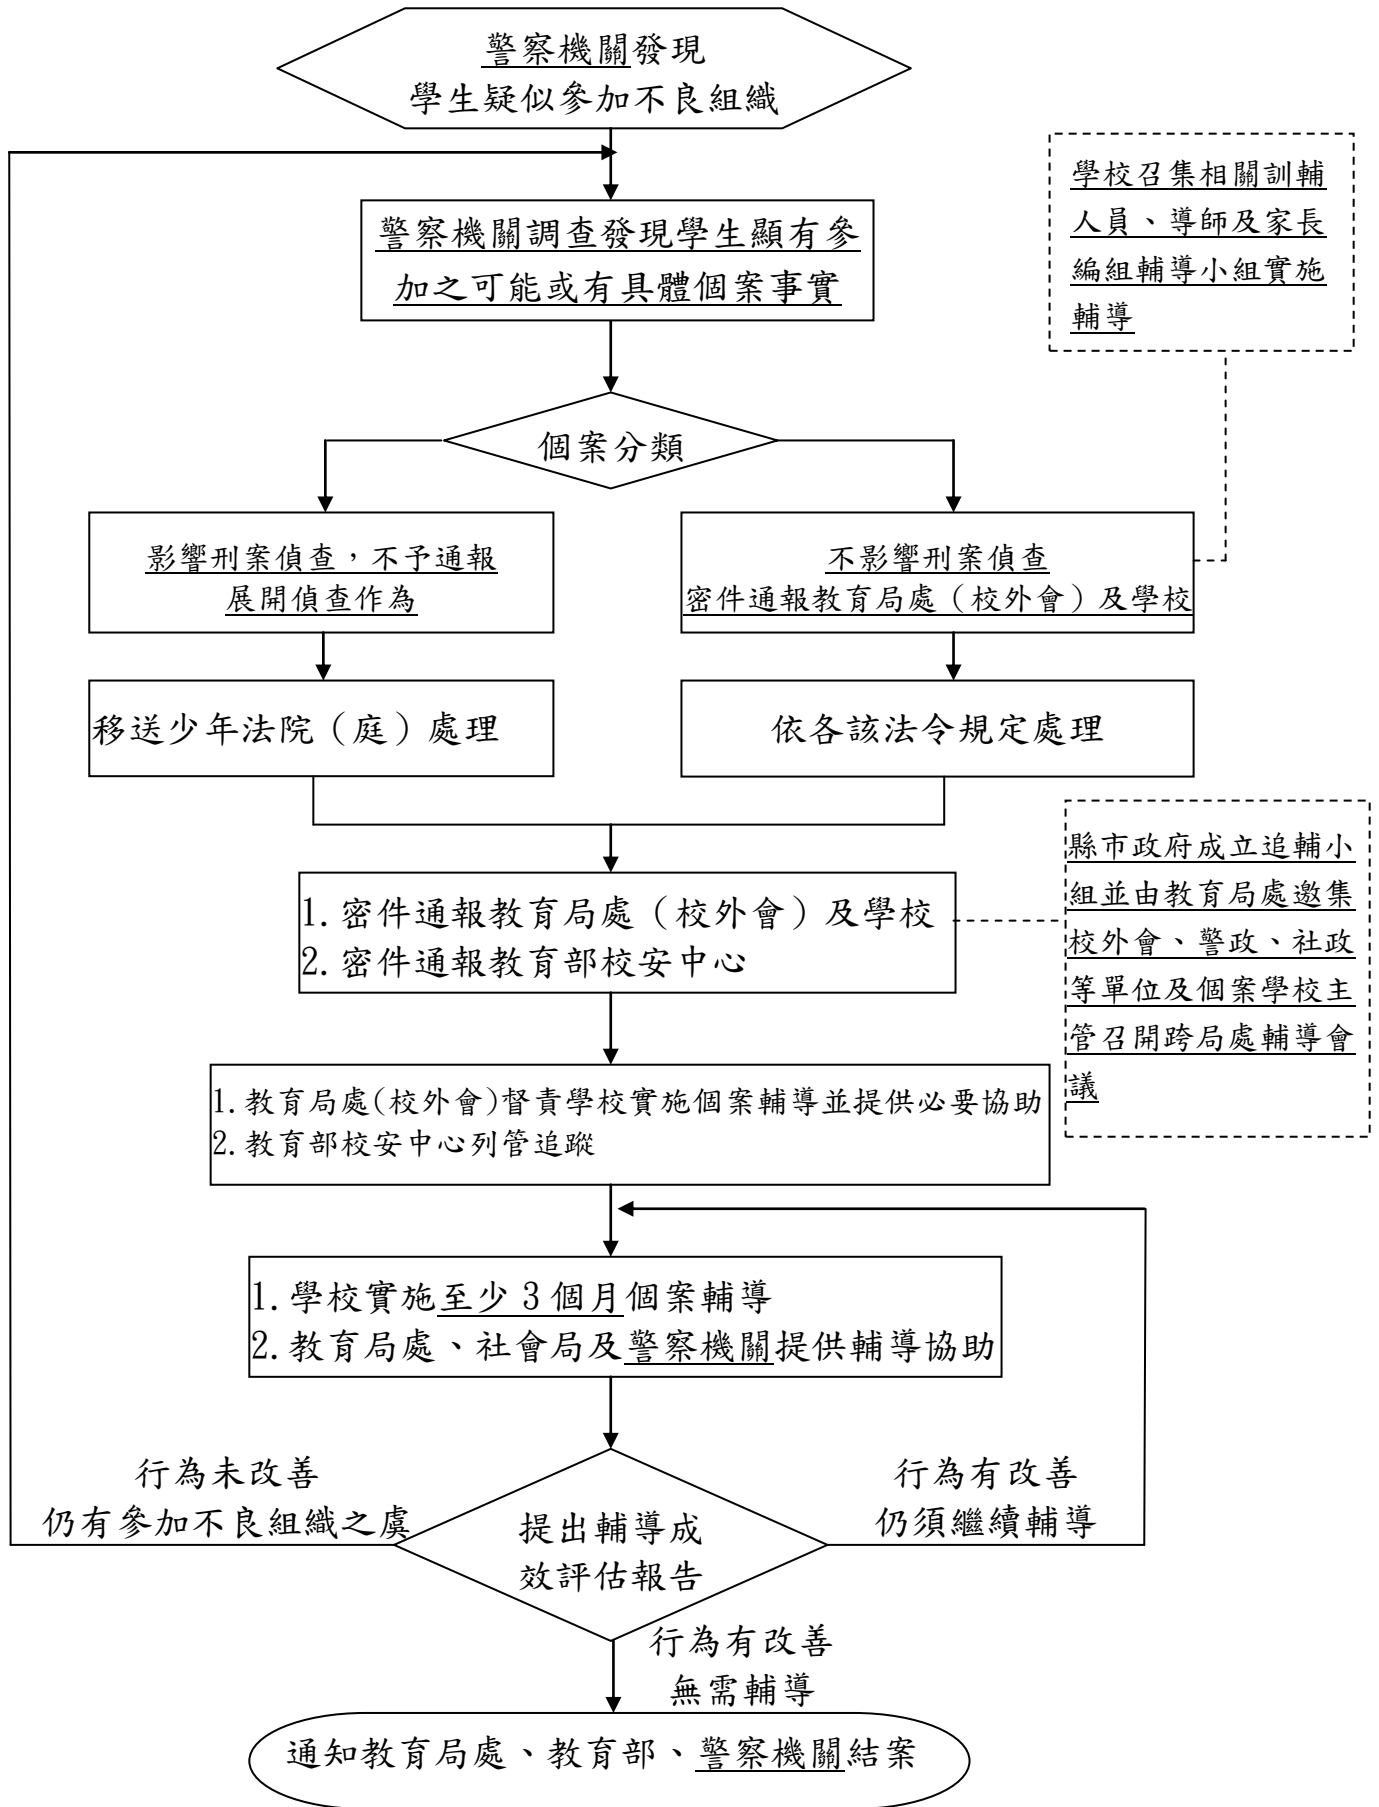 警察機關發現
學生疑似參加不良組織
學校召集相關訓輔
人員、導師及家長
編組輔導小組實施
輔導
警察機關調查發現學生顯有參
加之可能或有具體個案事實
個案分類
影響刑案偵查，不予通報
展開偵查作為
不影響刑案偵查
密件通報教育局處（校外會）及學校
移送少年法院（庭）處理
依各該法令規定處理
縣市政府成立追輔小
組並由教育局處邀集
校外會、警政、社政
等單位及個案學校主
管召開跨局處輔導會
議
1.密件通報教育局處（校外會）及學校
2.密件通報教育部校安中心
1.教育局處(校外會)督責學校實施個案輔導並提供必要協助
2.教育部校安中心列管追蹤
1.學校實施至少 3 個月個案輔導
2.教育局處、社會局及警察機關提供輔導協助
行為未改善
仍有參加不良組織之虞
行為有改善
仍須繼續輔導
提出輔導成
效評估報告
行為有改善
無需輔導
通知教育局處、教育部、警察機關結案